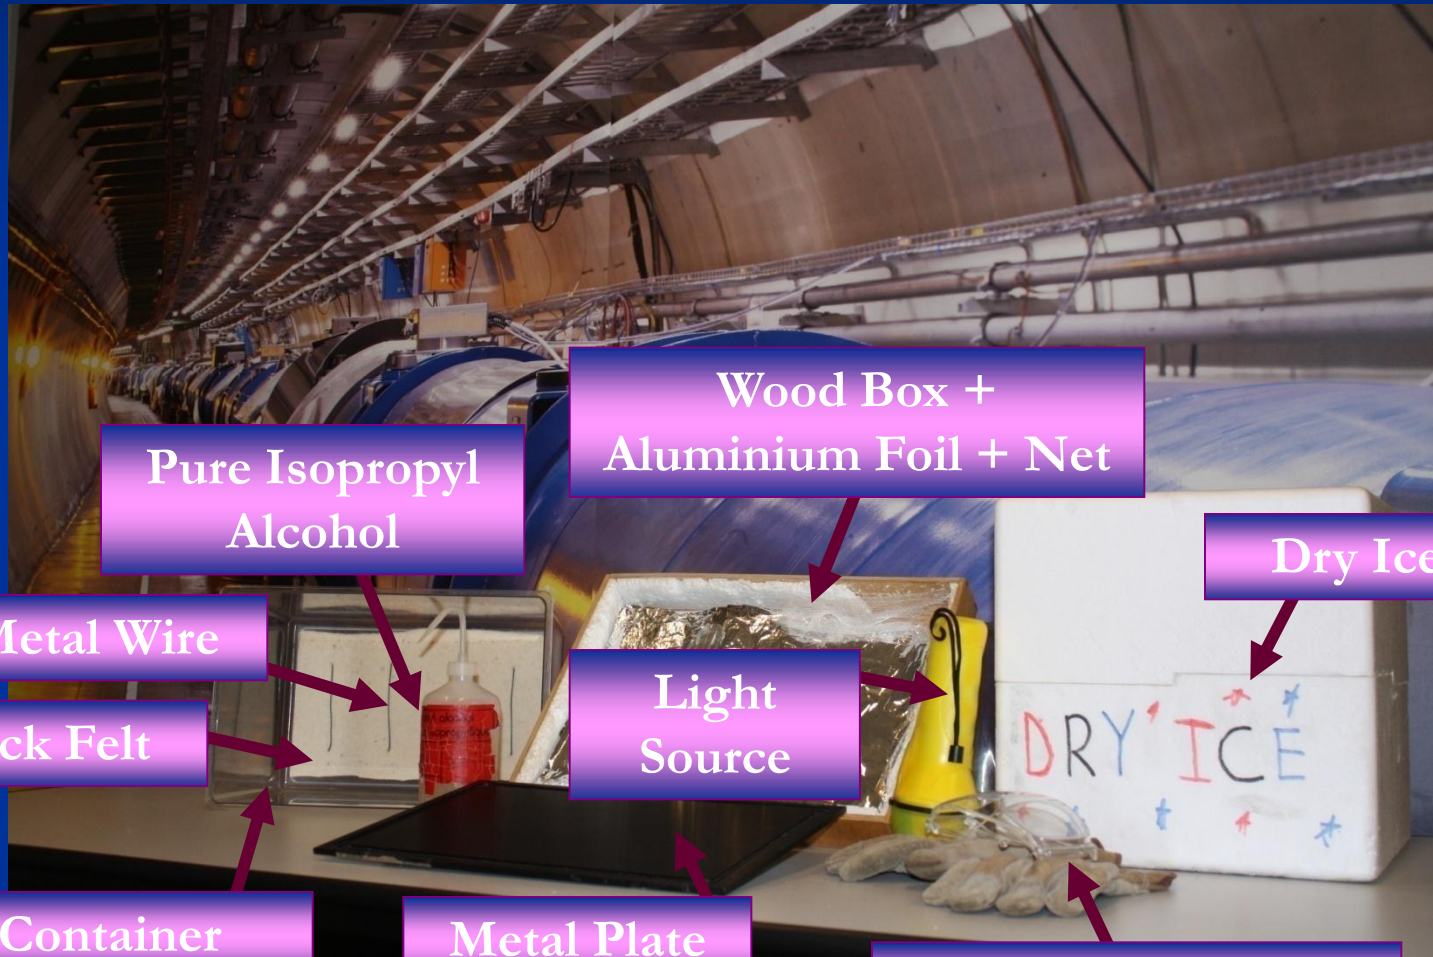 Wood Box +
Aluminium Foil + Net
Pure Isopropyl
Alcohol
Dry Ice
Metal Wire
Light
Source
ck Felt
DRY ICE
Container
Metal Plate